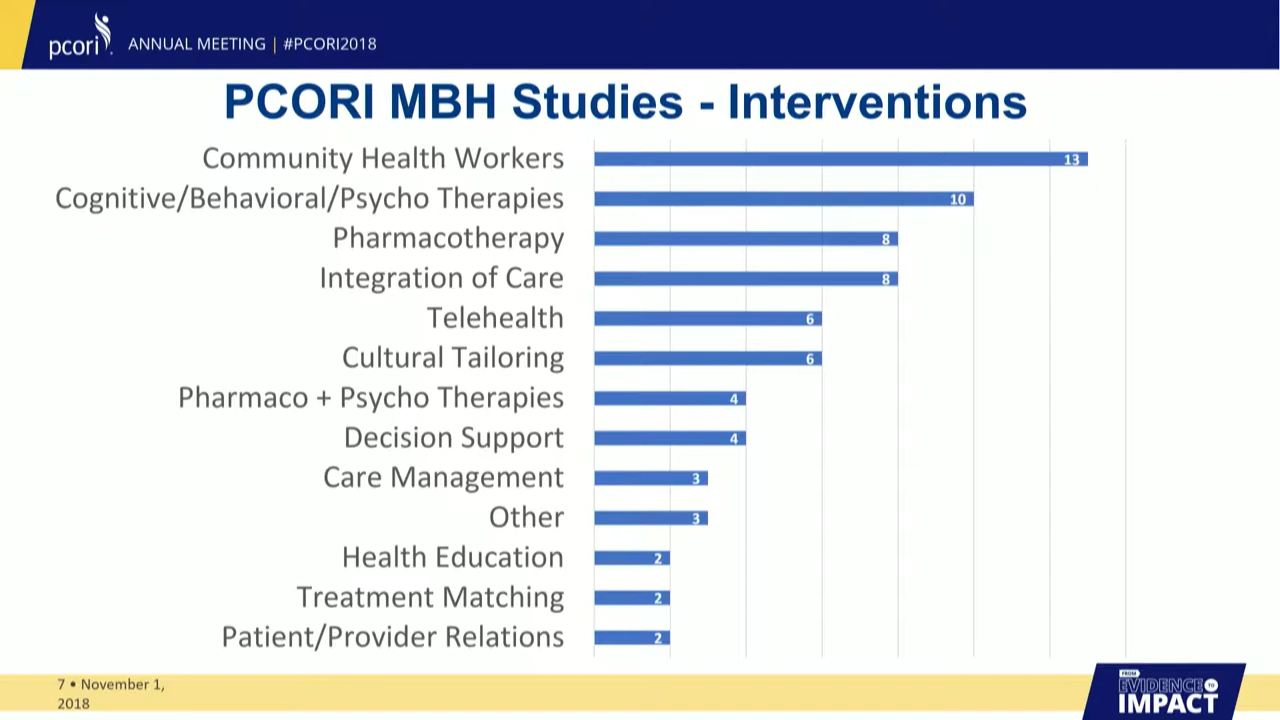 pcori
ANNUAL MEETING | #PCORI2018
PCORI MBH Studies - Interventions
Community Health Workers 13
Cognitive/Behavioral/Psycho Therapies 10
Pharmacotherapy 8
Integration of Care 8
Telehealth 6
Cultural Tailoring 6
Pharmaco + Psycho Therapies 4
Decision Support 4
Care Management 3
Other 3
Health Education 2
Treatment Matching 2
Patient/Provider Relations 2
7 • November 1,
2018
FROM
EVIDENCE TO
IMPACT